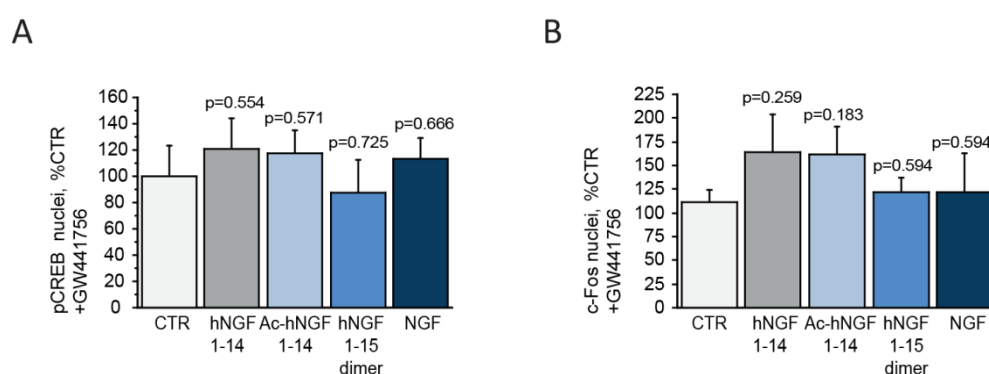 A
pCREB nuclei, %CTR
+GW441756
160
140
120
100
80
60
40
20
0
p=0.554
p=0.571
p=0.725
p=0.666
CTR
hNGF
1-14
Ac-hNGF
1-14
hNGF
1-15
dimer
NGF
B
c-Fos nuclei, %CTR
+GW441756
225
200
175
150
125
100
75
50
25
0
p=0.259
p=0.183
p=0.594
p=0.594
CTR
hNGF
1-14
Ac-hNGF
1-14
hNGF
1-15
dimer
NGF